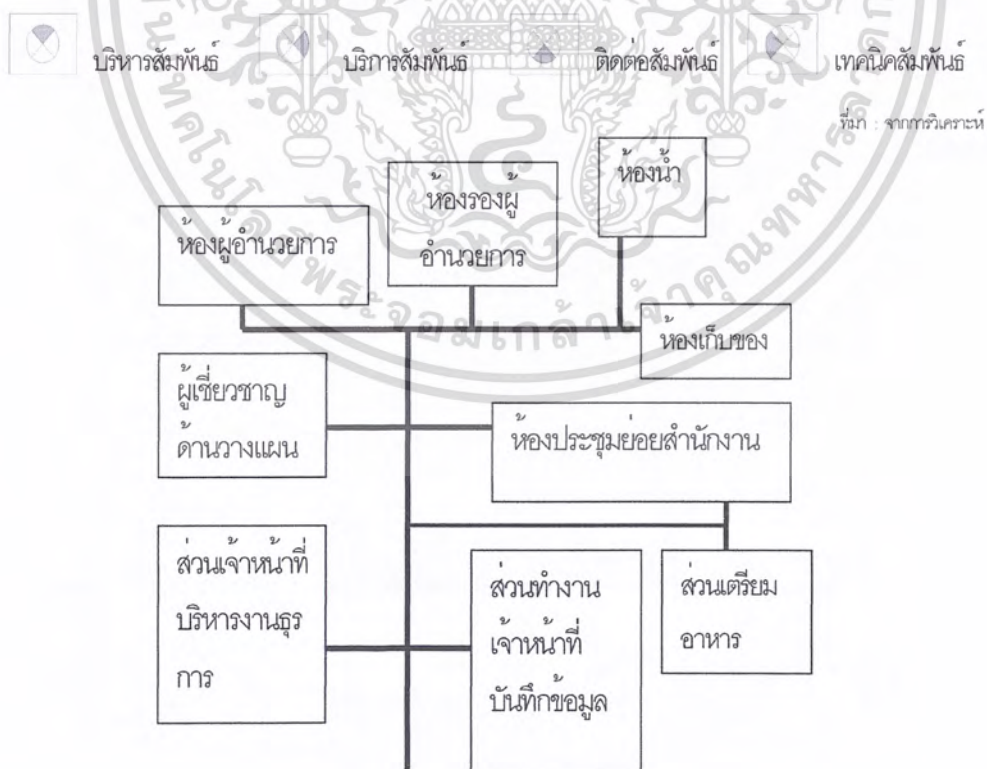 บริหารสัมพันธ์ บริการสัมพันธ์ ติดต่อสัมพันธ์ เทคนิคสัมพันธ์
ที่มา : จากการวิเคราะห์
ห้องน้ำ
ห้องรองผู้
อำนวยการ
ห้องผู้อำนวยการ
ห้องเก็บของ
ผู้เชี่ยวชาญ
ด้านวางแผน
ห้องประชุมย่อยสำนักงาน
ส่วนเจ้าหน้าที่
บริหารงานธุร
การ
ส่วนทำงาน
เจ้าหน้าที่
บันทึกข้อมูล
ส่วนเตรียม
อาหาร